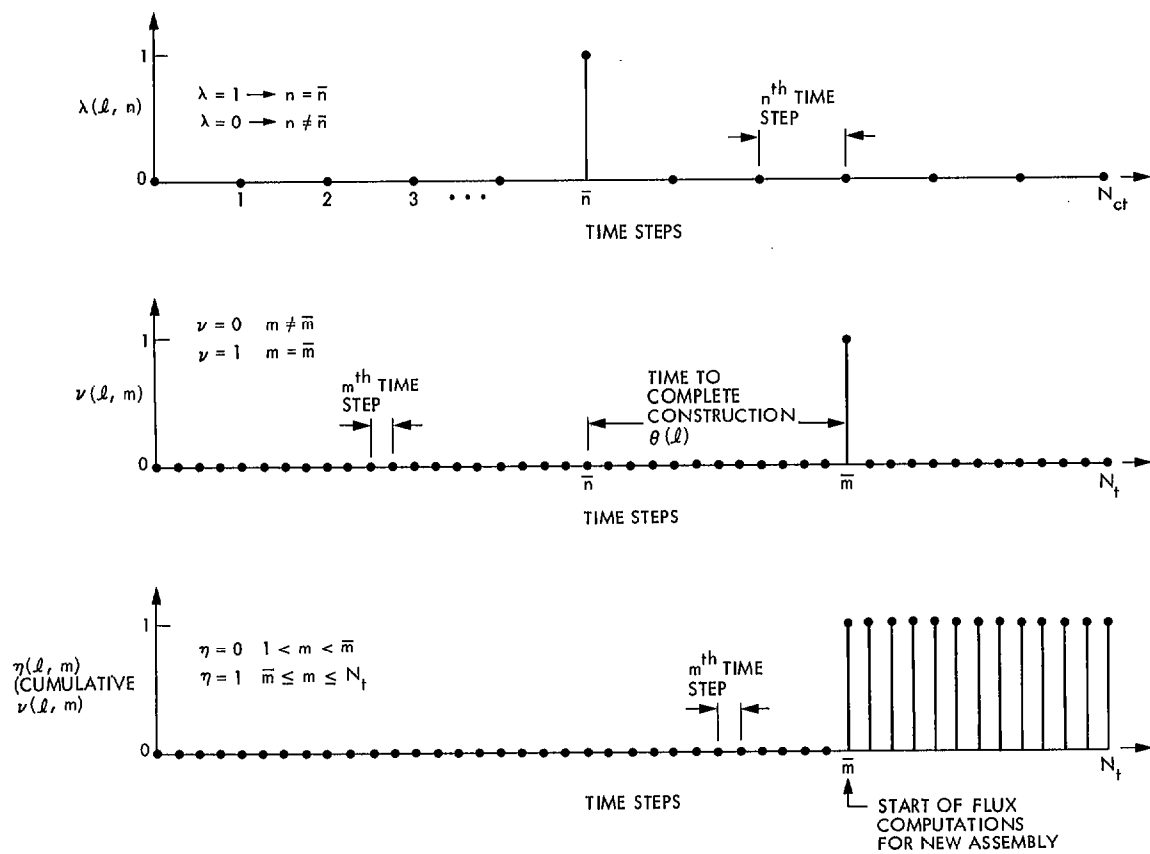 1
λ(ℓ, n)
λ = 1 → n = n̅
λ = 0 → n ≠ n̅
nth TIME
STEP
0
1 2 3 • • • n̅ N_ct
TIME STEPS
1
ν(ℓ, m)
ν = 0 m ≠ m̅
ν = 1 m = m̅
mth TIME
STEP
TIME TO
COMPLETE
CONSTRUCTION
θ(ℓ)
0
n̅ m̅ N_t
TIME STEPS
1
η(ℓ, m)
(CUMULATIVE
ν(ℓ, m)
η = 0 1 < m < m̅
η = 1 m̅ ≤ m ≤ N_t
mth TIME
STEP
0
m̅ N_t
TIME STEPS
START OF FLUX
COMPUTATIONS
FOR NEW ASSEMBLY